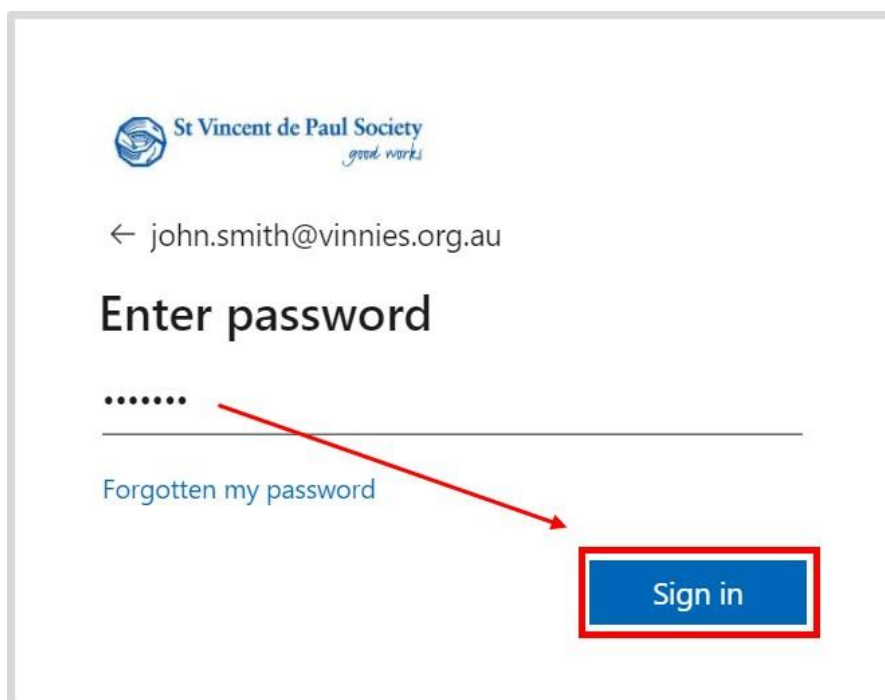 St Vincent de Paul Society
good works
← john.smith@vinnies.org.au
Enter password
•••••••
Forgotten my password
Sign in